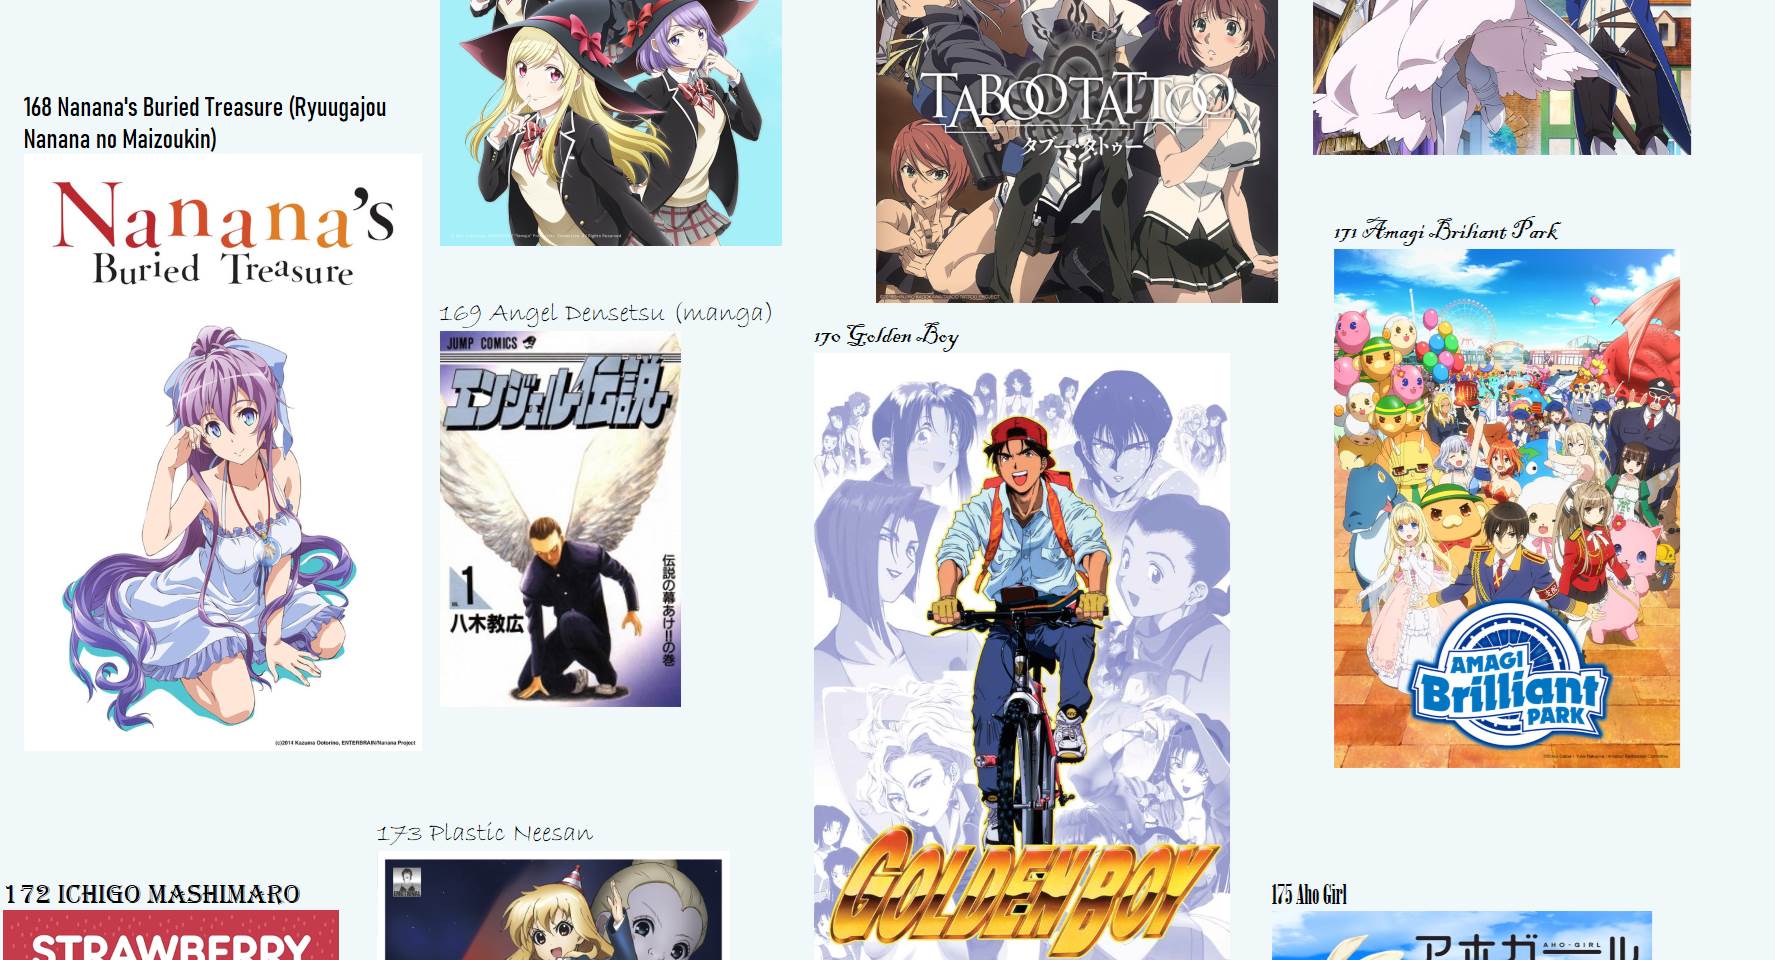 TABOO TATTOO
タブー・タトゥー
168 Nanana's Buried Treasure (Ryuugajou
Nanana no Maizoukin)
Nanana's
Buried Treasure
(c)2014 Kazuma Ootorino, ENTERBRAIN/Nanana Project
169 Angel Densetsu (manga)
JUMP COMICS
エンジェル伝説
1
八木教広
伝説の幕あけ!!の巻
170 Golden Boy
GOLDEN BOY
171 Amagi Briliant Park
AMAGI
Brilliant
PARK
172 ICHIGO MASHIMARO
STRAWBERRY
173 Plastic Neesan
175 Aho Girl
アホガール
AHO-GIRL